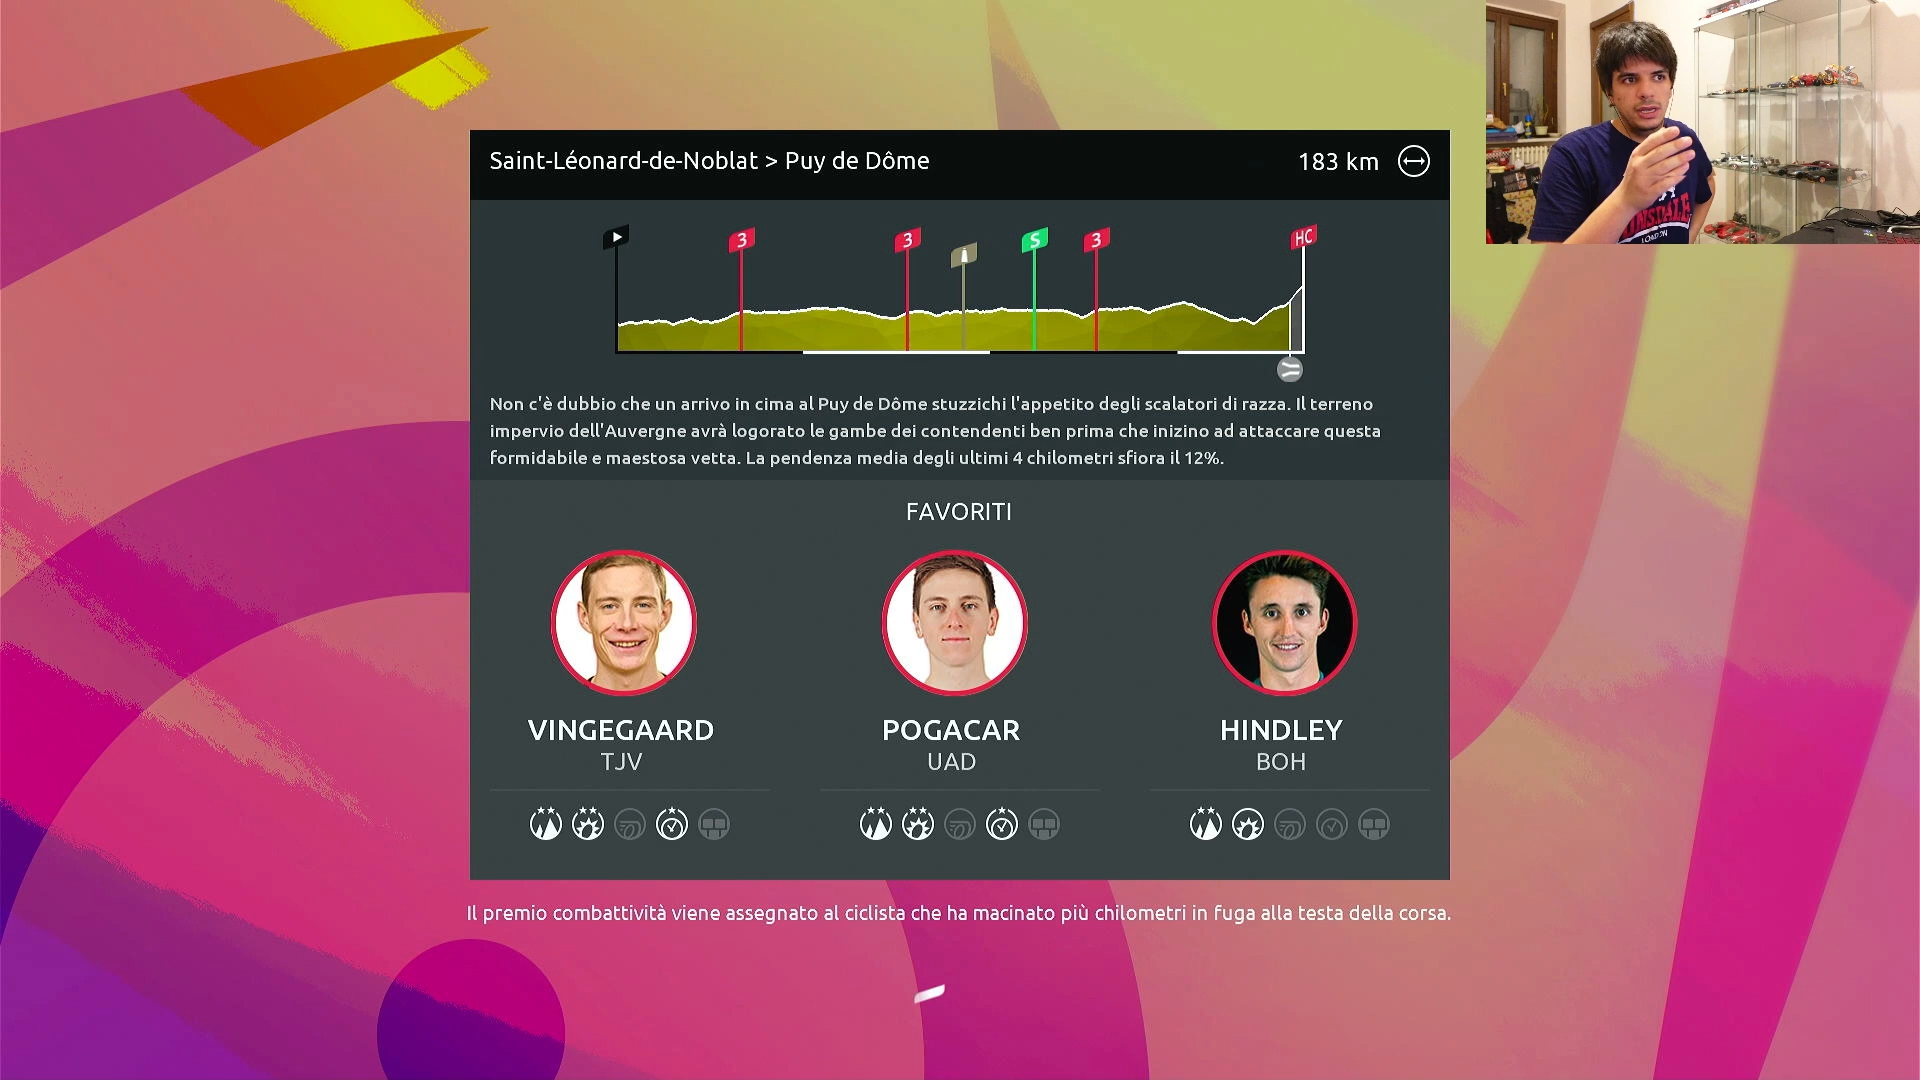 Saint-Léonard-de-Noblat > Puy de Dôme
183 km
3
3
S
3
HC
Non c'è dubbio che un arrivo in cima al Puy de Dôme stuzzichi l'appetito degli scalatori di razza. Il terreno
impervio dell'Auvergne avrà logorato le gambe dei contendenti ben prima che inizino ad attaccare questa
formidabile e maestosa vetta. La pendenza media degli ultimi 4 chilometri sfiora il 12%.
FAVORITI
VINGEGAARD
TJV
POGACAR
UAD
HINDLEY
BOH
Il premio combattività viene assegnato al ciclista che ha macinato più chilometri in fuga alla testa della corsa.